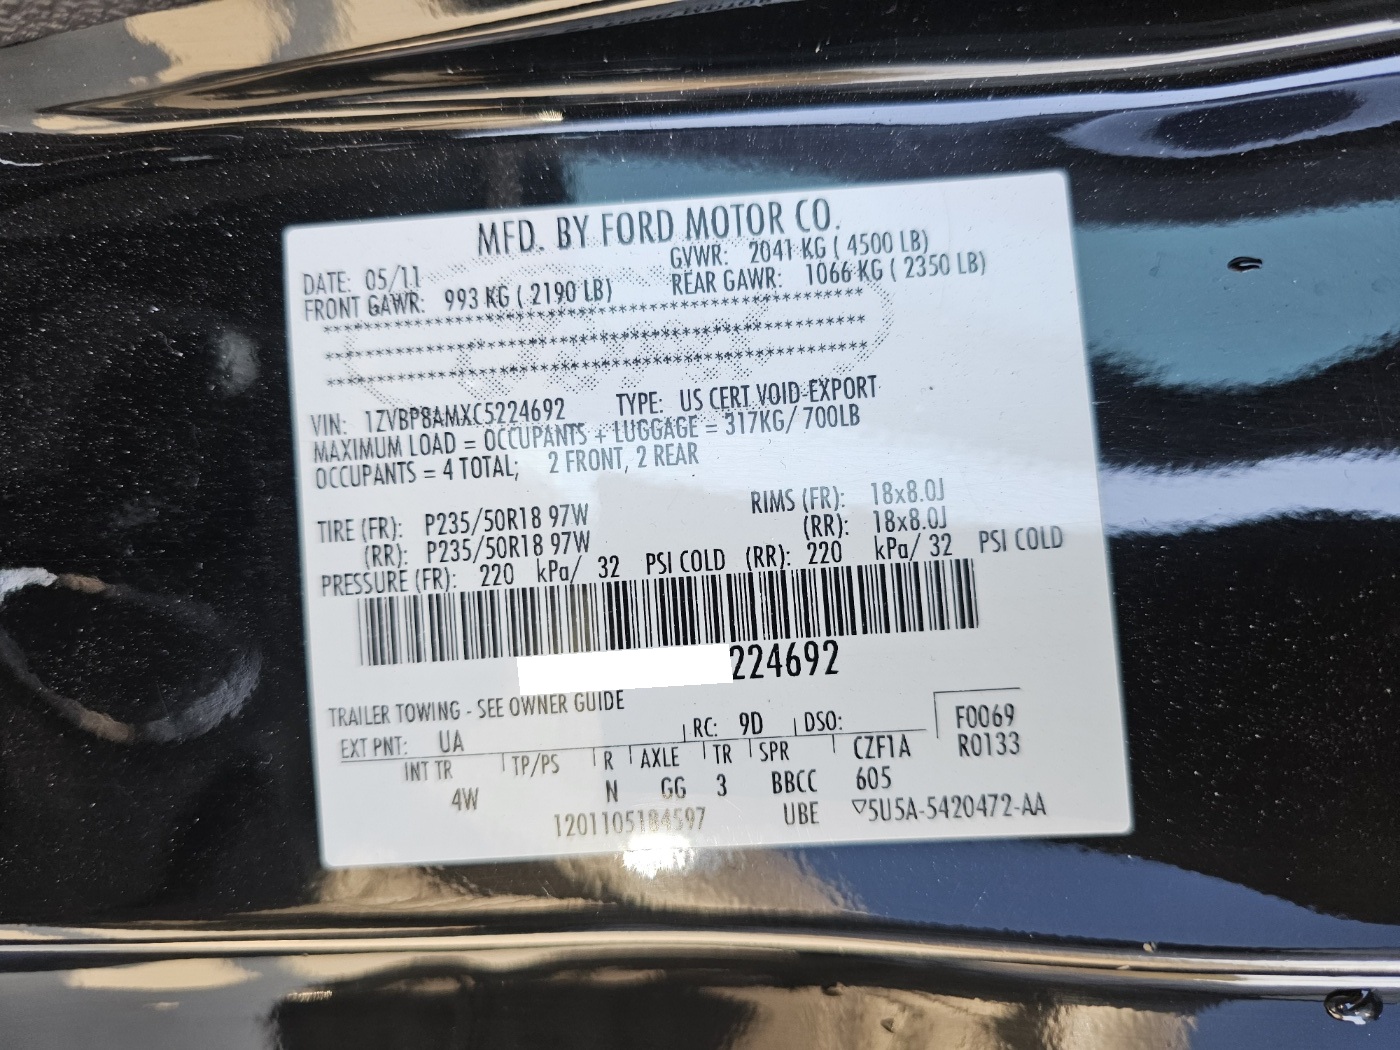 MFD. BY FORD MOTOR CO.
DATE: 05/11 GVWR: 2041 KG ( 4500 LB)
FRONT GAWR: 993 KG ( 2190 LB) REAR GAWR: 1066 KG ( 2350 LB)
VIN: 1ZVBP8AMXC5224692 TYPE: US CERT VOID-EXPORT
MAXIMUM LOAD = OCCUPANTS + LUGGAGE = 317KG/ 700LB
OCCUPANTS = 4 TOTAL; 2 FRONT, 2 REAR
TIRE (FR): P235/50R18 97W RIMS (FR): 18x8.0J
(RR): P235/50R18 97W (RR): 18x8.0J
PRESSURE (FR): 220 kPa/ 32 PSI COLD (RR): 220 kPa/ 32 PSI COLD
224692
TRAILER TOWING - SEE OWNER GUIDE
EXT PNT: UA RC: 9D DSO: F0069
INT TR TP/PS R AXLE TR SPR CZF1A R0133
4W N GG 3 BBCC 605
1201105184597 UBE ▽5U5A-5420472-AA